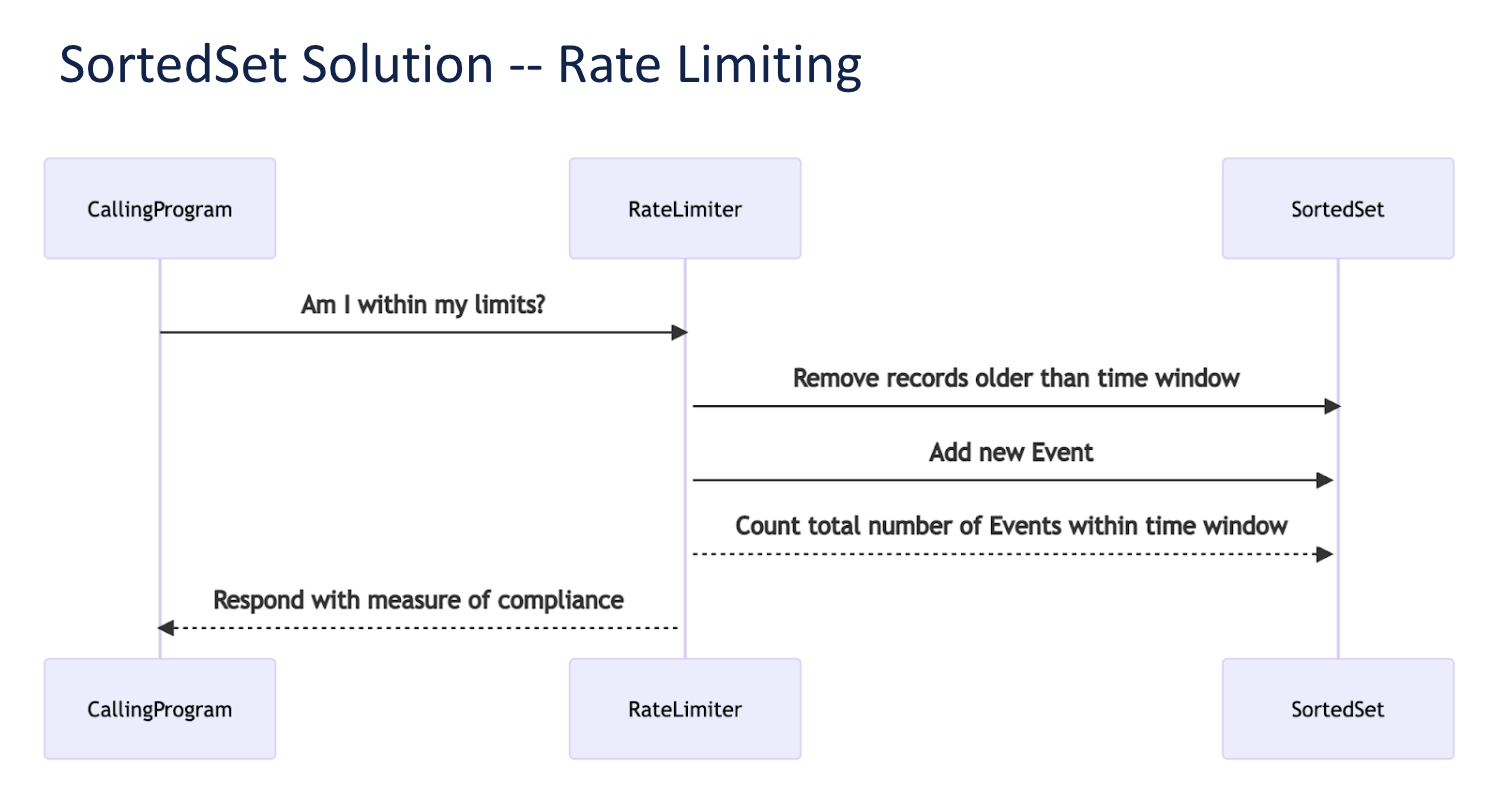 SortedSet Solution -- Rate Limiting
CallingProgram
RateLimiter
SortedSet
Am I within my limits?
Remove records older than time window
Add new Event
Count total number of Events within time window
Respond with measure of compliance
CallingProgram
RateLimiter
SortedSet